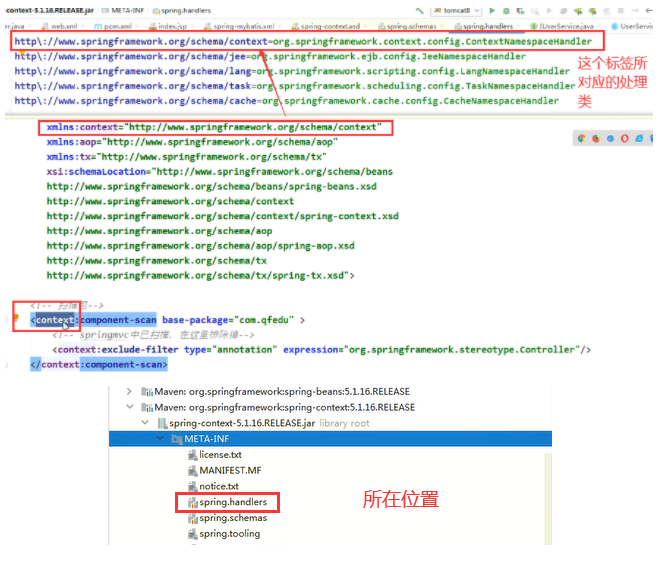 -context-5.1.16.RELEASE.jar META-INF spring.handlers tomcat8
er.java web.xml pom.xml index.jsp spring-mybatis.xml spring-context.xsd spring.schemas spring.handlers IUserService.java UserService
http\://www.springframework.org/schema/context=org.springframework.context.config.ContextNamespaceHandler
http\://www.springframework.org/schema/jee=org.springframework.ejb.config.JeeNamespaceHandler
http\://www.springframework.org/schema/lang=org.springframework.scripting.config.LangNamespaceHandler
http\://www.springframework.org/schema/task=org.springframework.scheduling.config.TaskNamespaceHandler
http\://www.springframework.org/schema/cache=org.springframework.cache.config.CacheNamespaceHandler
这个标签所
对应的处理
类
xmlns:context="http://www.springframework.org/schema/context"
xmlns:aop="http://www.springframework.org/schema/aop"
xmlns:tx="http://www.springframework.org/schema/tx"
xsi:schemaLocation="http://www.springframework.org/schema/beans
http://www.springframework.org/schema/beans/spring-beans.xsd
http://www.springframework.org/schema/context
http://www.springframework.org/schema/context/spring-context.xsd
http://www.springframework.org/schema/aop
http://www.springframework.org/schema/aop/spring-aop.xsd
http://www.springframework.org/schema/tx
http://www.springframework.org/schema/tx/spring-tx.xsd">
<!-- 扫描包-->
<context:component-scan base-package="com.qfedu" >
<!-- springmvc中已扫描，在这里排除掉-->
<context:exclude-filter type="annotation" expression="org.springframework.stereotype.Controller"/>
</context:component-scan>
Maven: org.springframework:spring-beans:5.1.16.RELEASE
Maven: org.springframework:spring-context:5.1.16.RELEASE
spring-context-5.1.16.RELEASE.jar library root
META-INF
license.txt
MANIFEST.MF
notice.txt
spring.handlers
spring.schemas
spring.tooling
所在位置